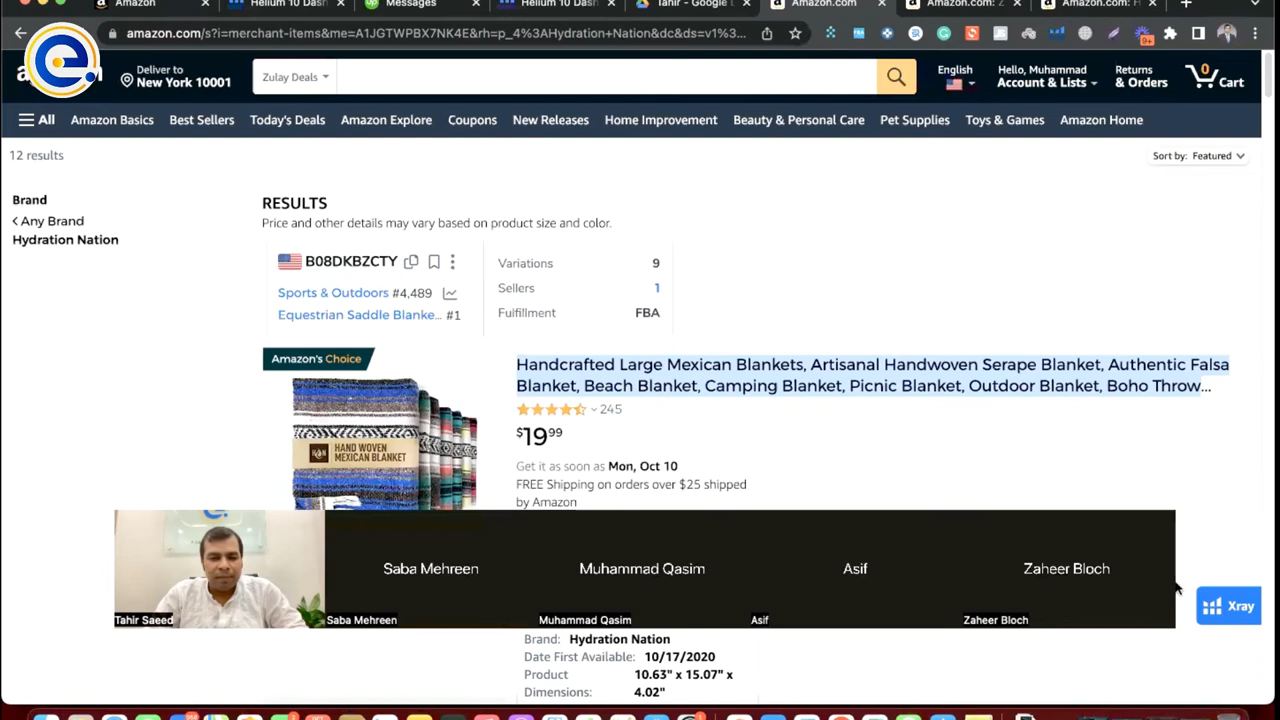 Amazon
Helium 10 Dash
Messages
Helium 10 Dash
Tahir - Google
Amazon.com
Amazon.com: Z
Amazon.com: H
amazon.com/s?i=merchant-items&me=A1JGTWPBX7NK4E&rh=p_4%3AHydration+Nation&dc&ds=v1%3...
9+
Deliver to
New York 10001
Zulay Deals
English
Hello, Muhammad
Account & Lists
Returns
& Orders
0
Cart
All
Amazon Basics
Best Sellers
Today's Deals
Amazon Explore
Coupons
New Releases
Home Improvement
Beauty & Personal Care
Pet Supplies
Toys & Games
Amazon Home
12 results
Sort by: Featured
Brand
< Any Brand
Hydration Nation
RESULTS
Price and other details may vary based on product size and color.
B08DKBZCTY
Sports & Outdoors #4,489
Equestrian Saddle Blanke... #1
Variations 9
Sellers 1
Fulfillment FBA
Amazon's Choice
Handcrafted Large Mexican Blankets, Artisanal Handwoven Serape Blanket, Authentic Falsa
Blanket, Beach Blanket, Camping Blanket, Picnic Blanket, Outdoor Blanket, Boho Throw...
245
$19 99
HAND WOVEN
MEXICAN BLANKET
Get it as soon as Mon, Oct 10
FREE Shipping on orders over $25 shipped
by Amazon
Saba Mehreen
Muhammad Qasim
Asif
Zaheer Bloch
Tahir Saeed
Saba Mehreen
Muhammad Qasim
Asif
Zaheer Bloch
Xray
Brand: Hydration Nation
Date First Available: 10/17/2020
Product 10.63" x 15.07" x
Dimensions: 4.02"